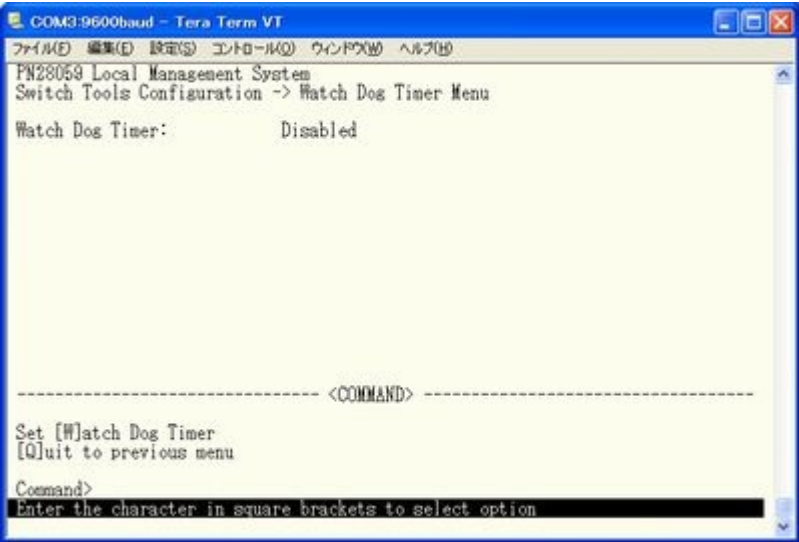 COM3:9600baud - Tera Term VT
ファイル(F) 編集(E) 設定(S) コントロール(O) ウィンドウ(W) ヘルプ(H)
PN28059 Local Management System
Switch Tools Configuration -> Watch Dog Timer Menu
Watch Dog Timer: Disabled
------------------------------- <COMMAND> ----------------------------------
Set [W]atch Dog Timer
[Q]uit to previous menu
Command>
Enter the character in square brackets to select option